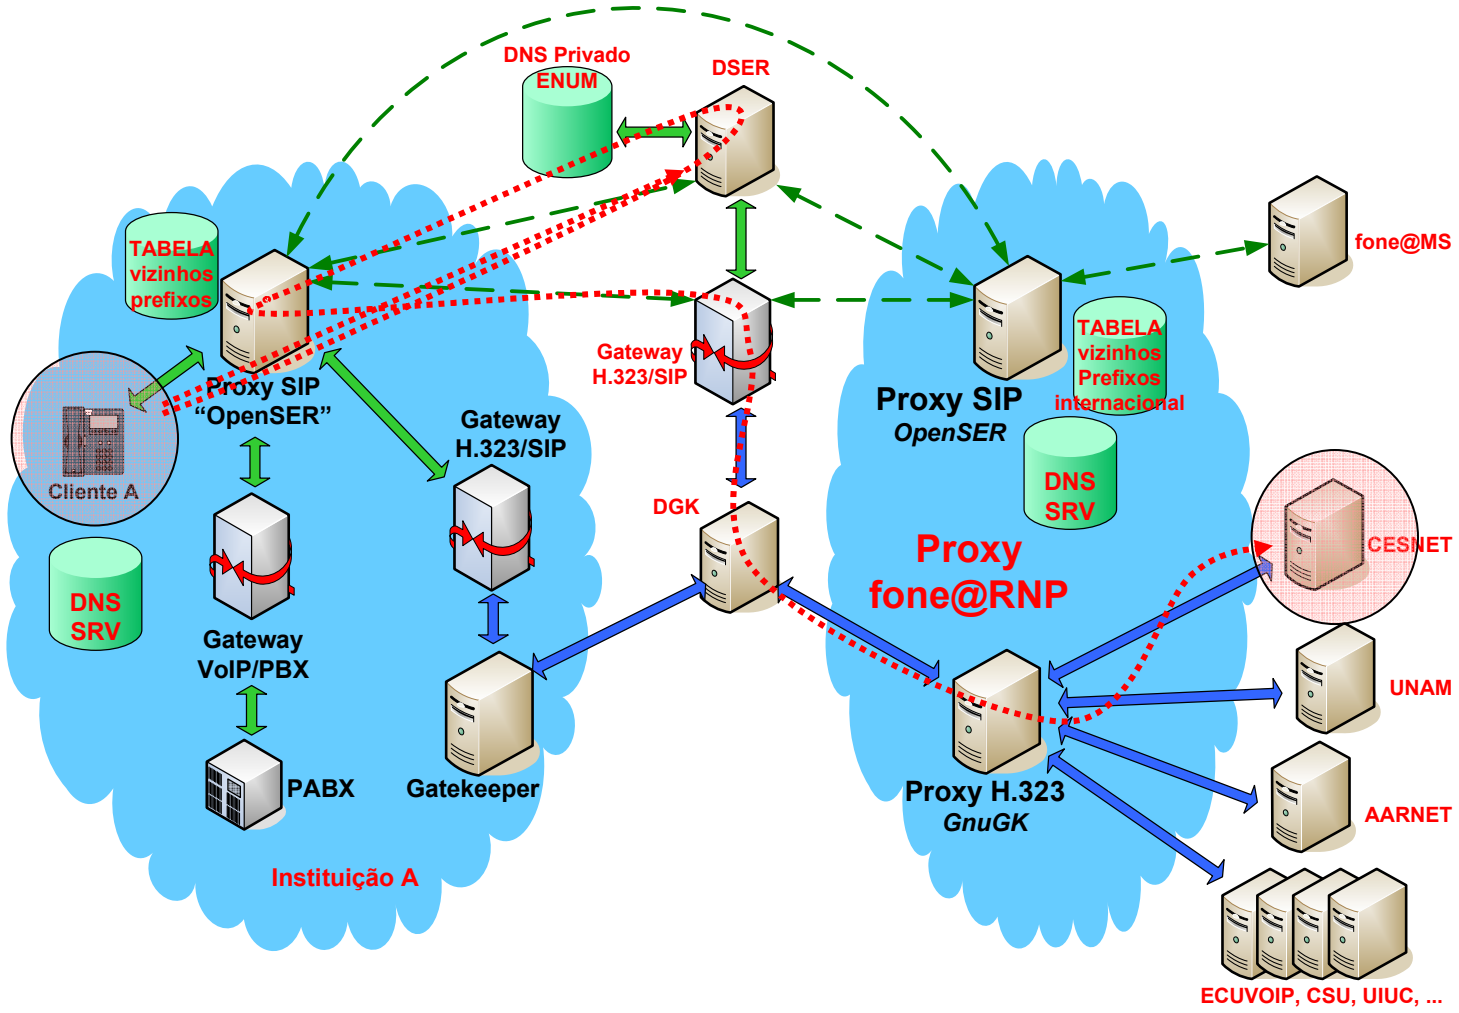 DNS Privado
ENUM
DSER
TABELA
vizinhos
prefixos
fone@MS
Gateway
H.323/SIP
TABELA
vizinhos
Prefixos
internacional
Proxy SIP
“OpenSER”
Proxy SIP
OpenSER
Gateway
H.323/SIP
Cliente A
DNS
SRV
DGK
Proxy
fone@RNP
CESNET
DNS
SRV
Gateway
VoIP/PBX
UNAM
PABX
Gatekeeper
Proxy H.323
GnuGK
AARNET
Instituição A
ECUVOIP, CSU, UIUC, ...